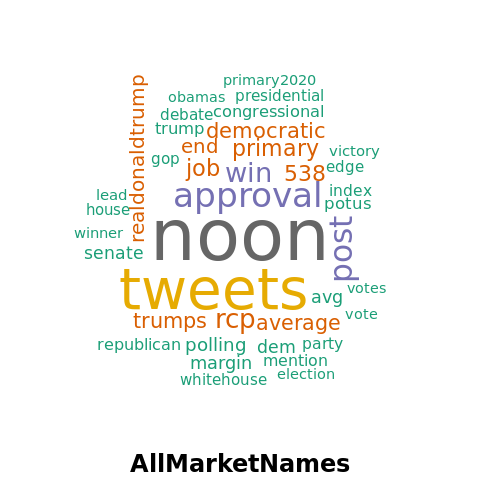 primary2020
obamas presidential
debate congressional
trump democratic
realdonaldtrump
end primary
gop victory
job win 538 edge
lead approval index
house potus
noon
winner post
senate
tweets
avg votes
trumps rcp average vote
republican polling dem party
margin mention
whitehouse election
AllMarketNames